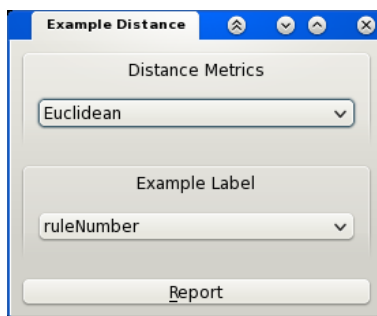 Example Distance
Distance Metrics
Euclidean
Example Label
ruleNumber
Report